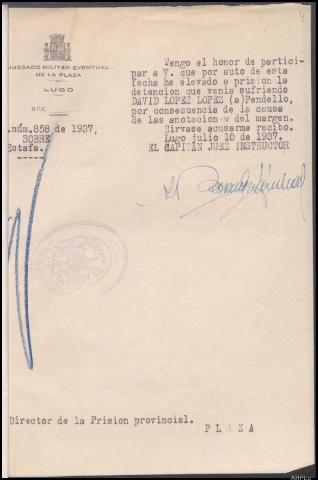 4
JUZGADO MILITAR EVENTUAL
DE LA PLAZA
LUGO
NÚM.
.núm.858 de 1937,
SOBRE
Estafa.
Tengo el honor de partici-
par a V. que por auto de esta
fecha he elevado a prision la
detencion que venia sufriendo
DAVID LOPEZ LOPEZ (a) Pendello,
por consecuencia de la causa
de las anotacion w del margen.
Sirvase acusarme recibo.
Lugo julio 10 de 1937.
EL CAPITAN JUEZ INSTRUCTOR
Director de la Prision provincial.
P L A Z A